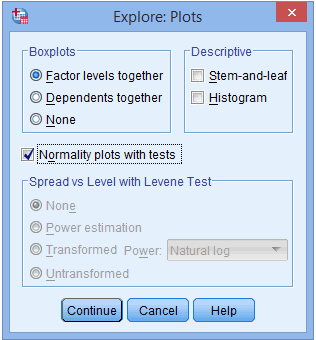 Explore: Plots
Boxplots
Factor levels together
Dependents together
None
Descriptive
Stem-and-leaf
Histogram
Normality plots with tests
Spread vs Level with Levene Test
None
Power estimation
Transformed Power: Natural log
Untransformed
Continue Cancel Help